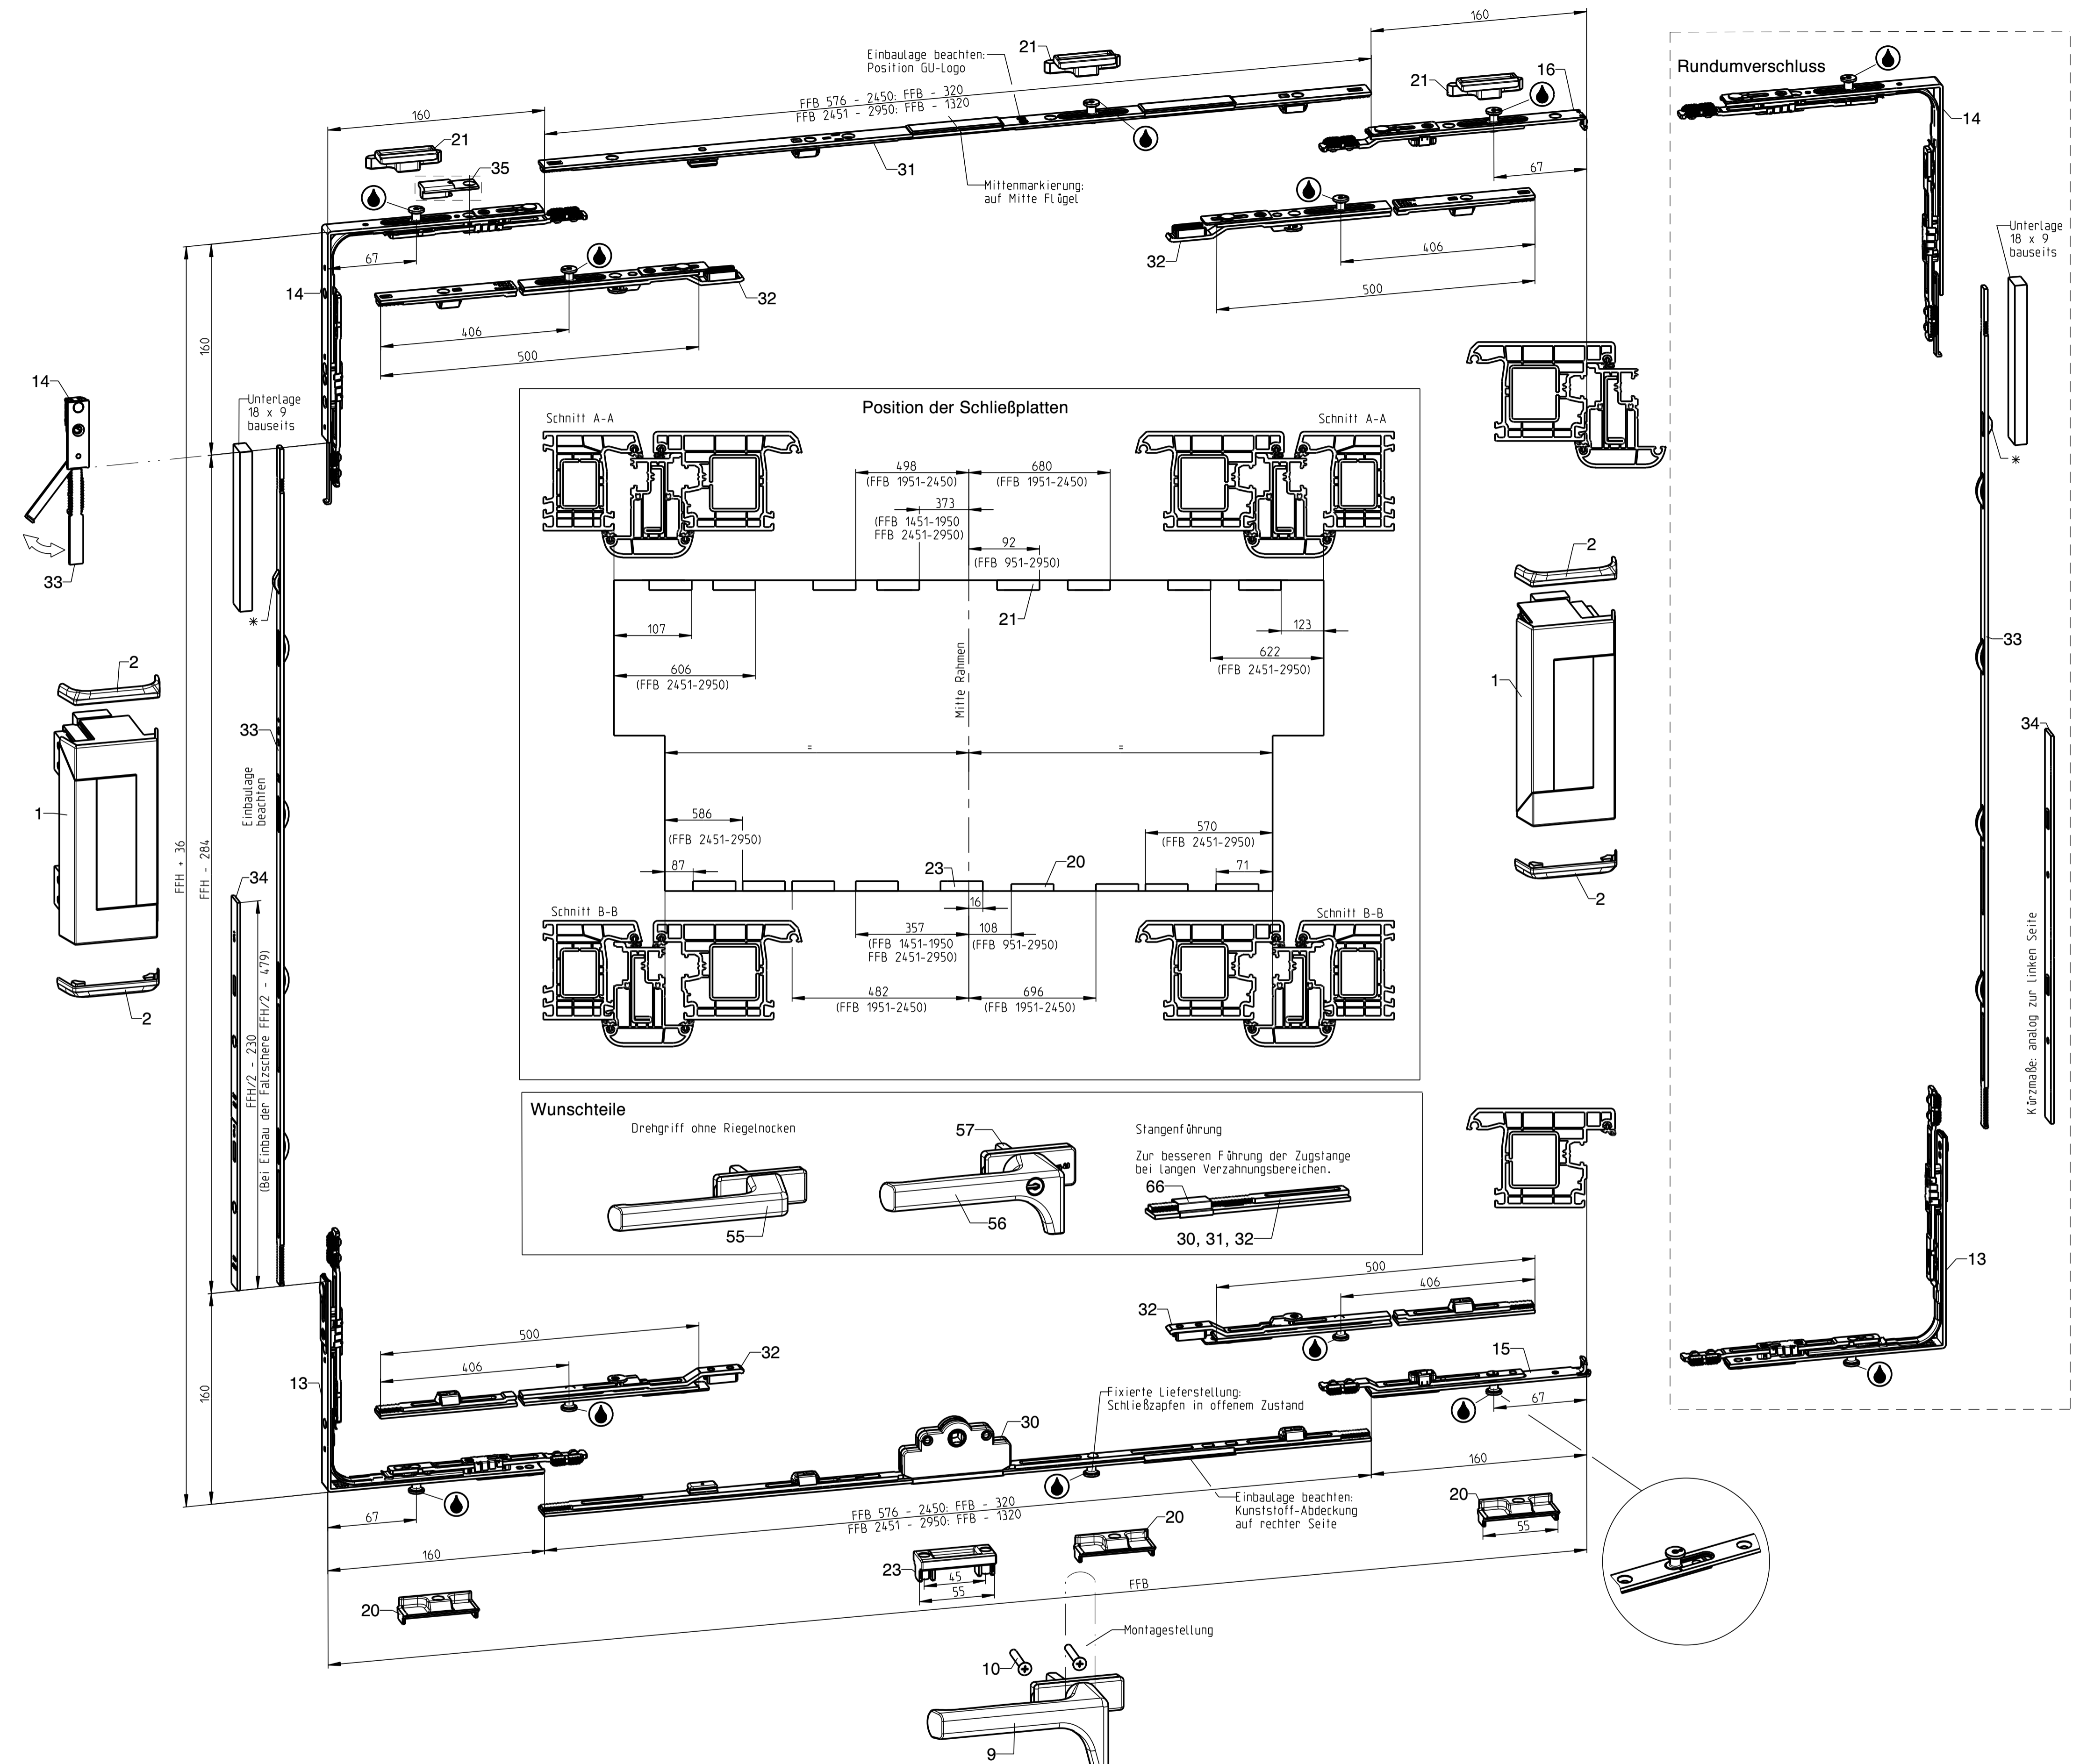 160
Einbaulage beachten:
Position GU-Logo
21
FFB 576 - 2450: FFB - 320
FFB 2451 - 2950: FFB - 1320
21
16
160
21
35
31
Mittenmarkierung:
auf Mitte Flügel
67
67
14
32
406
500
32
406
500
Rundumverschluss
14
Unterlage
18 x 9
bauseits
*
33
34
Kürzmaße: analog zur linken Seite
13
14
33
Unterlage
18 x 9
bauseits
*
160
FFH + 36
FFH - 284
33
Einbaulage
beachten
2
1
2
34
FFH/2 - 230
(Bei Einbau der Falzschere FFH/2 - 479)
160
Position der Schließplatten
Schnitt A-A
Schnitt A-A
498
(FFB 1951-2450)
680
(FFB 1951-2450)
373
(FFB 1451-1950
FFB 2451-2950)
92
(FFB 951-2950)
21
107
606
(FFB 2451-2950)
Mitte Rahmen
123
622
(FFB 2451-2950)
=
=
586
(FFB 2451-2950)
87
23
20
570
(FFB 2451-2950)
71
16
Schnitt B-B
Schnitt B-B
357
(FFB 1451-1950
FFB 2451-2950)
108
(FFB 951-2950)
482
(FFB 1951-2450)
696
(FFB 1951-2450)
2
1
2
Wunschteile
Drehgriff ohne Riegelnocken
55
57
56
Stangenführung
Zur besseren Führung der Zugstange
bei langen Verzahnungsbereichen.
66
30, 31, 32
500
406
32
13
500
406
32
15
67
Fixierte Lieferstellung:
Schließzapfen in offenem Zustand
30
160
67
160
FFB 576 - 2450: FFB - 320
FFB 2451 - 2950: FFB - 1320
Einbaulage beachten:
Kunststoff-Abdeckung
auf rechter Seite
20
55
20
23
45
55
FFB
20
Montagestellung
10
9